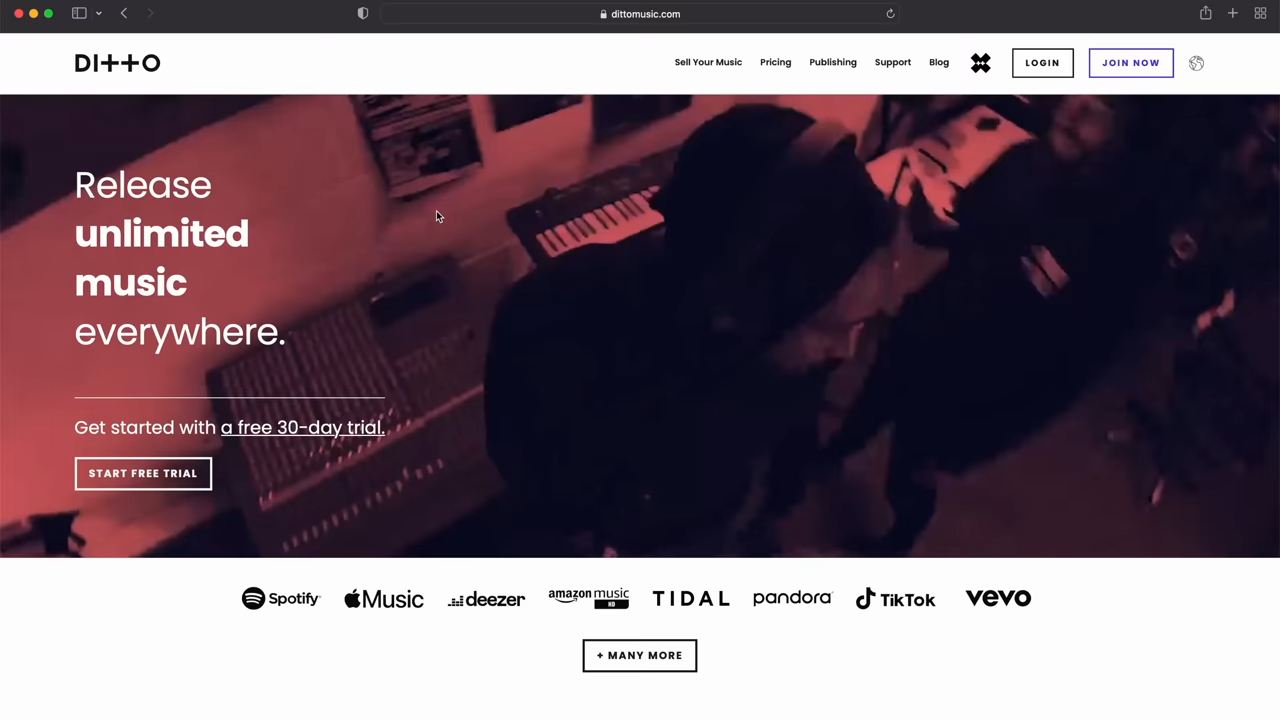 dittomusic.com
DITTO
Sell Your Music
Pricing
Publishing
Support
Blog
LOGIN
JOIN NOW
Release
unlimited
music
everywhere.
Get started with a free 30-day trial.
START FREE TRIAL
Spotify
Music
deezer
amazon music
HD
TIDAL
pandora
TikTok
vevo
+ MANY MORE